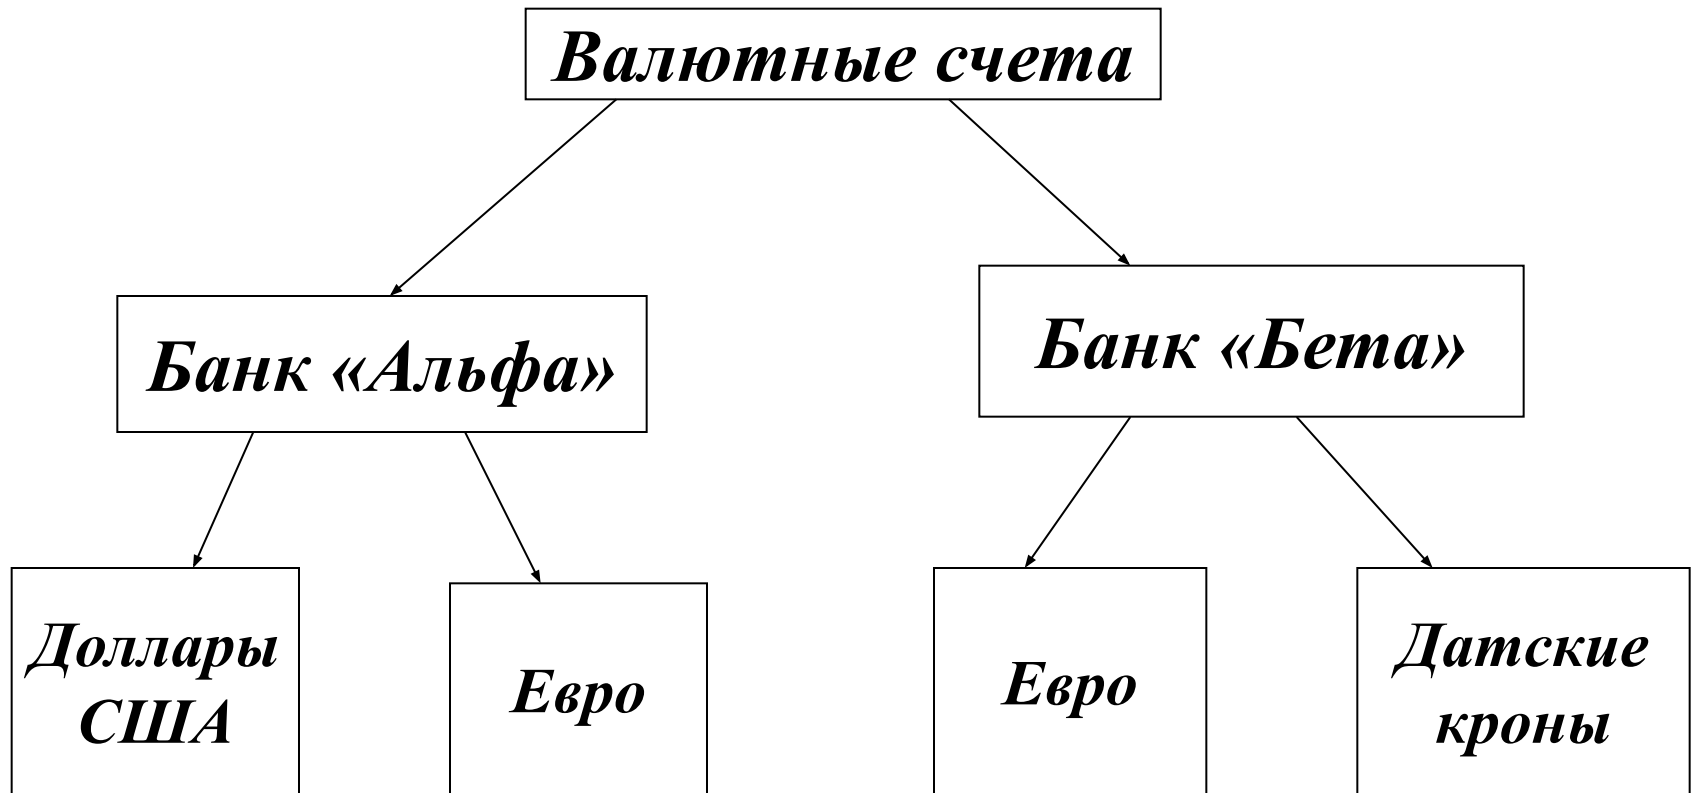 Валютные счета
Банк «Альфа»
Банк «Бета»
Доллары
США
Евро
Евро
Датские
кроны